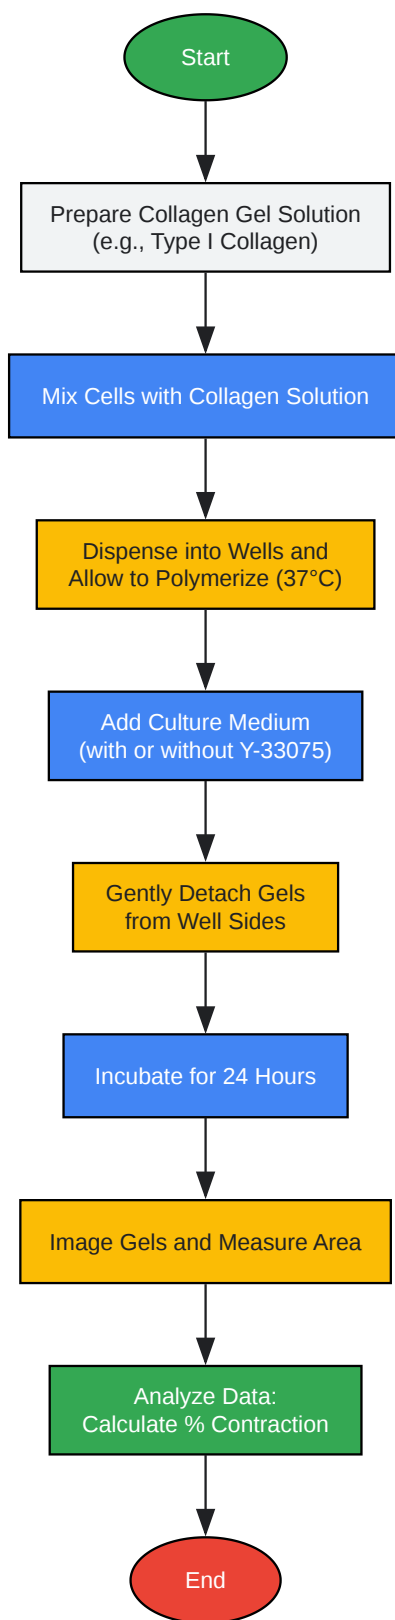 Start
Prepare Collagen Gel Solution
(e.g., Type I Collagen)
Mix Cells with Collagen Solution
Dispense into Wells and
Allow to Polymerize (37°C)
Add Culture Medium
(with or without Y-33075)
Gently Detach Gels
from Well Sides
Incubate for 24 Hours
Image Gels and Measure Area
Analyze Data:
Calculate % Contraction
End